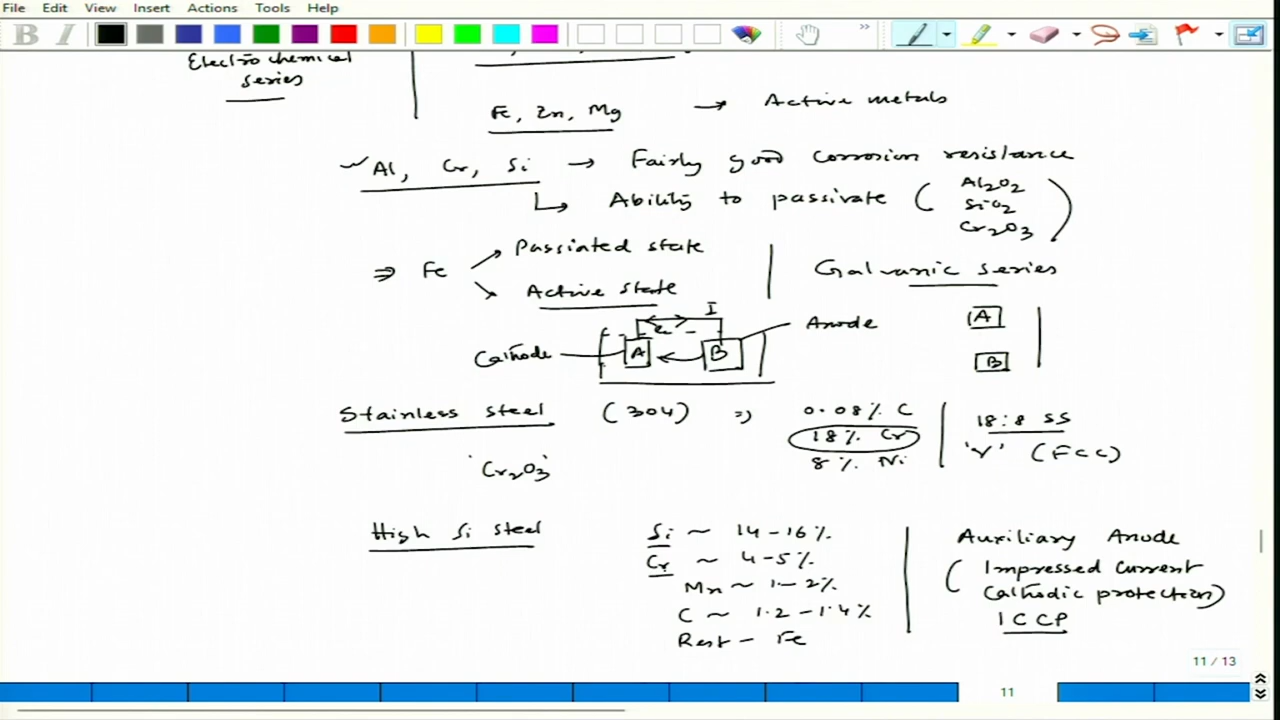 File Edit View Insert Actions Tools Help
B I
Electrochemical
series
Fe, Zn, Mg → Active metals
Al, Cr, Si → Fairly good corrosion resistance
↳ Ability to passivate ( Al2O2
SiO2
Cr2O3 )
⇒ Fe
Passiated state
Active state
Galvanic series
I
e
Cathode A B Anode
A
B
Stainless steel (304) ⇒ 0.08% C
18% Cr
8% Ni
18:8 SS
'γ' (FCC)
'Cr2O3'
High Si steel
Si ~ 14-16%
Cr ~ 4-5%
Mn ~ 1-2%
C ~ 1.2-1.4%
Rest - Fe
Auxiliary Anode
( Impressed current
Cathodic protection)
ICCP
11 / 13
11